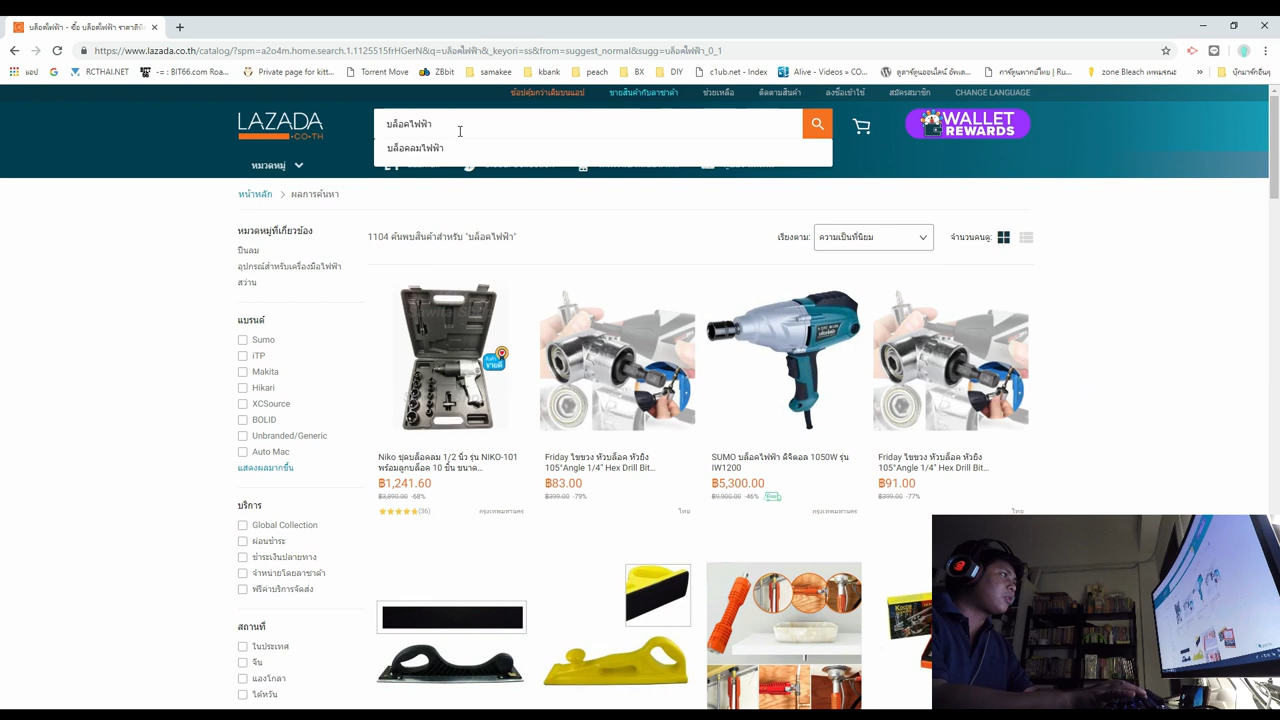 บล็อคไฟฟ้า - ซื้อ บล็อคไฟฟ้า ราคาดีที่
https://www.lazada.co.th/catalog/?spm=a2o4m.home.search.1.1125515frHGerN&q=บล็อคไฟฟ้า&_keyori=ss&from=suggest_normal&sugg=บล็อคไฟฟ้า_0_1
แอป RCTHAI.NET -= : BIT66.com Roa... Private page for kitt... Torrent Move ZBbit samakee kbank peach BX DIY c1ub.net - Index Alive - Videos » CO... ดูดาร์ตูนออนไลน์ อัพเด... การ์ตูนพากย์ไทย | Ru... zone Bleach เทพมรณะ » บุ๊กมาร์กอื่นๆ
ช้อปคุ้มกว่าเดิมบนแอป ขายสินค้ากับลาซาด้า ช่วยเหลือ ติดตามสินค้า ลงชื่อเข้าใช้ สมัครสมาชิก CHANGE LANGUAGE
LAZADA
.CO.TH
บล็อคไฟฟ้า
WALLET
REWARDS
บล็อคลมไฟฟ้า
หมวดหมู่
หน้าหลัก > ผลการค้นหา
หมวดหมู่ที่เกี่ยวข้อง
ปืนลม
อุปกรณ์สำหรับเครื่องมือไฟฟ้า
สว่าน
1104 ค้นพบสินค้าสำหรับ "บล็อคไฟฟ้า"
เรียงตาม: ความเป็นที่นิยม จำนวนคนดู:
แบรนด์
Sumo
iTP
Makita
Hikari
XCSource
BOLID
Unbranded/Generic
Auto Mac
แสดงผลมากขึ้น
บริการ
Global Collection
ผ่อนชำระ
ชำระเงินปลายทาง
จำหน่ายโดยลาซาด้า
ฟรีค่าบริการจัดส่ง
สถานที่
ในประเทศ
จีน
แองโกลา
ไต้หวัน
ขายดี
Niko ชุดบล็อคลม 1/2 นิ้ว รุ่น NIKO-101
พร้อมลูกบล็อค 10 ชิ้น ขนาด...
฿1,241.60
฿3,890.00 -68%
(36) กรุงเทพมหานคร
Friday ไขขวง หัวบล็อค หัวยิง
105°Angle 1/4" Hex Drill Bit...
฿83.00
฿399.00 -79%
ไทย
SUMO บล็อคไฟฟ้า ดิจิตอล 1050W รุ่น
IW1200
฿5,300.00
฿9,900.00 -46% Free
กรุงเทพมหานคร
Friday ไขขวง หัวบล็อค หัวยิง
105°Angle 1/4" Hex Drill Bit...
฿91.00
฿399.00 -77%
ไทย